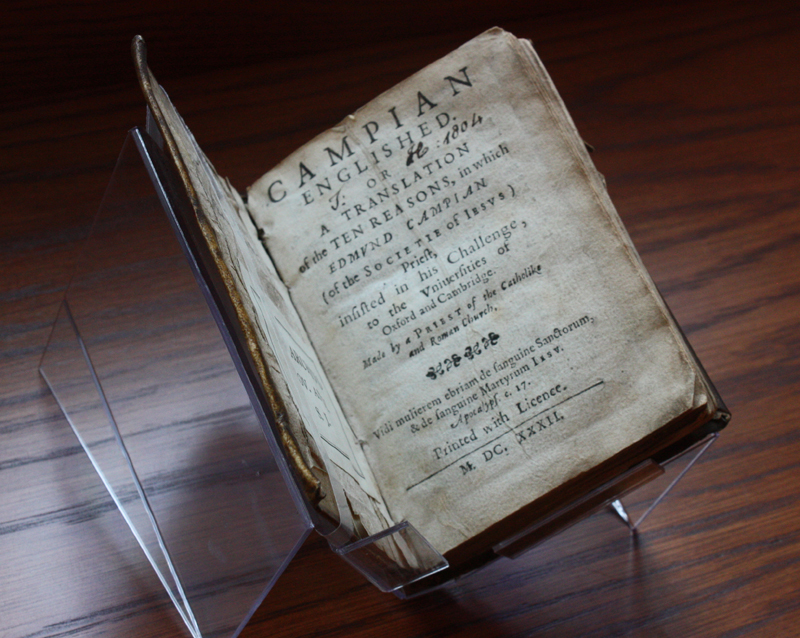 CAMPIAN
ENGLISHED.
OR
A TRANSLATION
of the TEN REASONS, in which
EDMVND CAMPIAN
(of the SOCIETIE of IESVS)
Priest,
inſiſted in his Challenge,
to the Vniuerſities of
Oxford and Cambridge.
Made by a PRIEST of the Catholike
and Roman Church.
Vidi mulierem ebriam de ſanguine Sanctorum,
& de ſanguine Martyrum IESV.
Apocalypſ. c. 17.
Printed with Licence.
M. DC. XXXII.